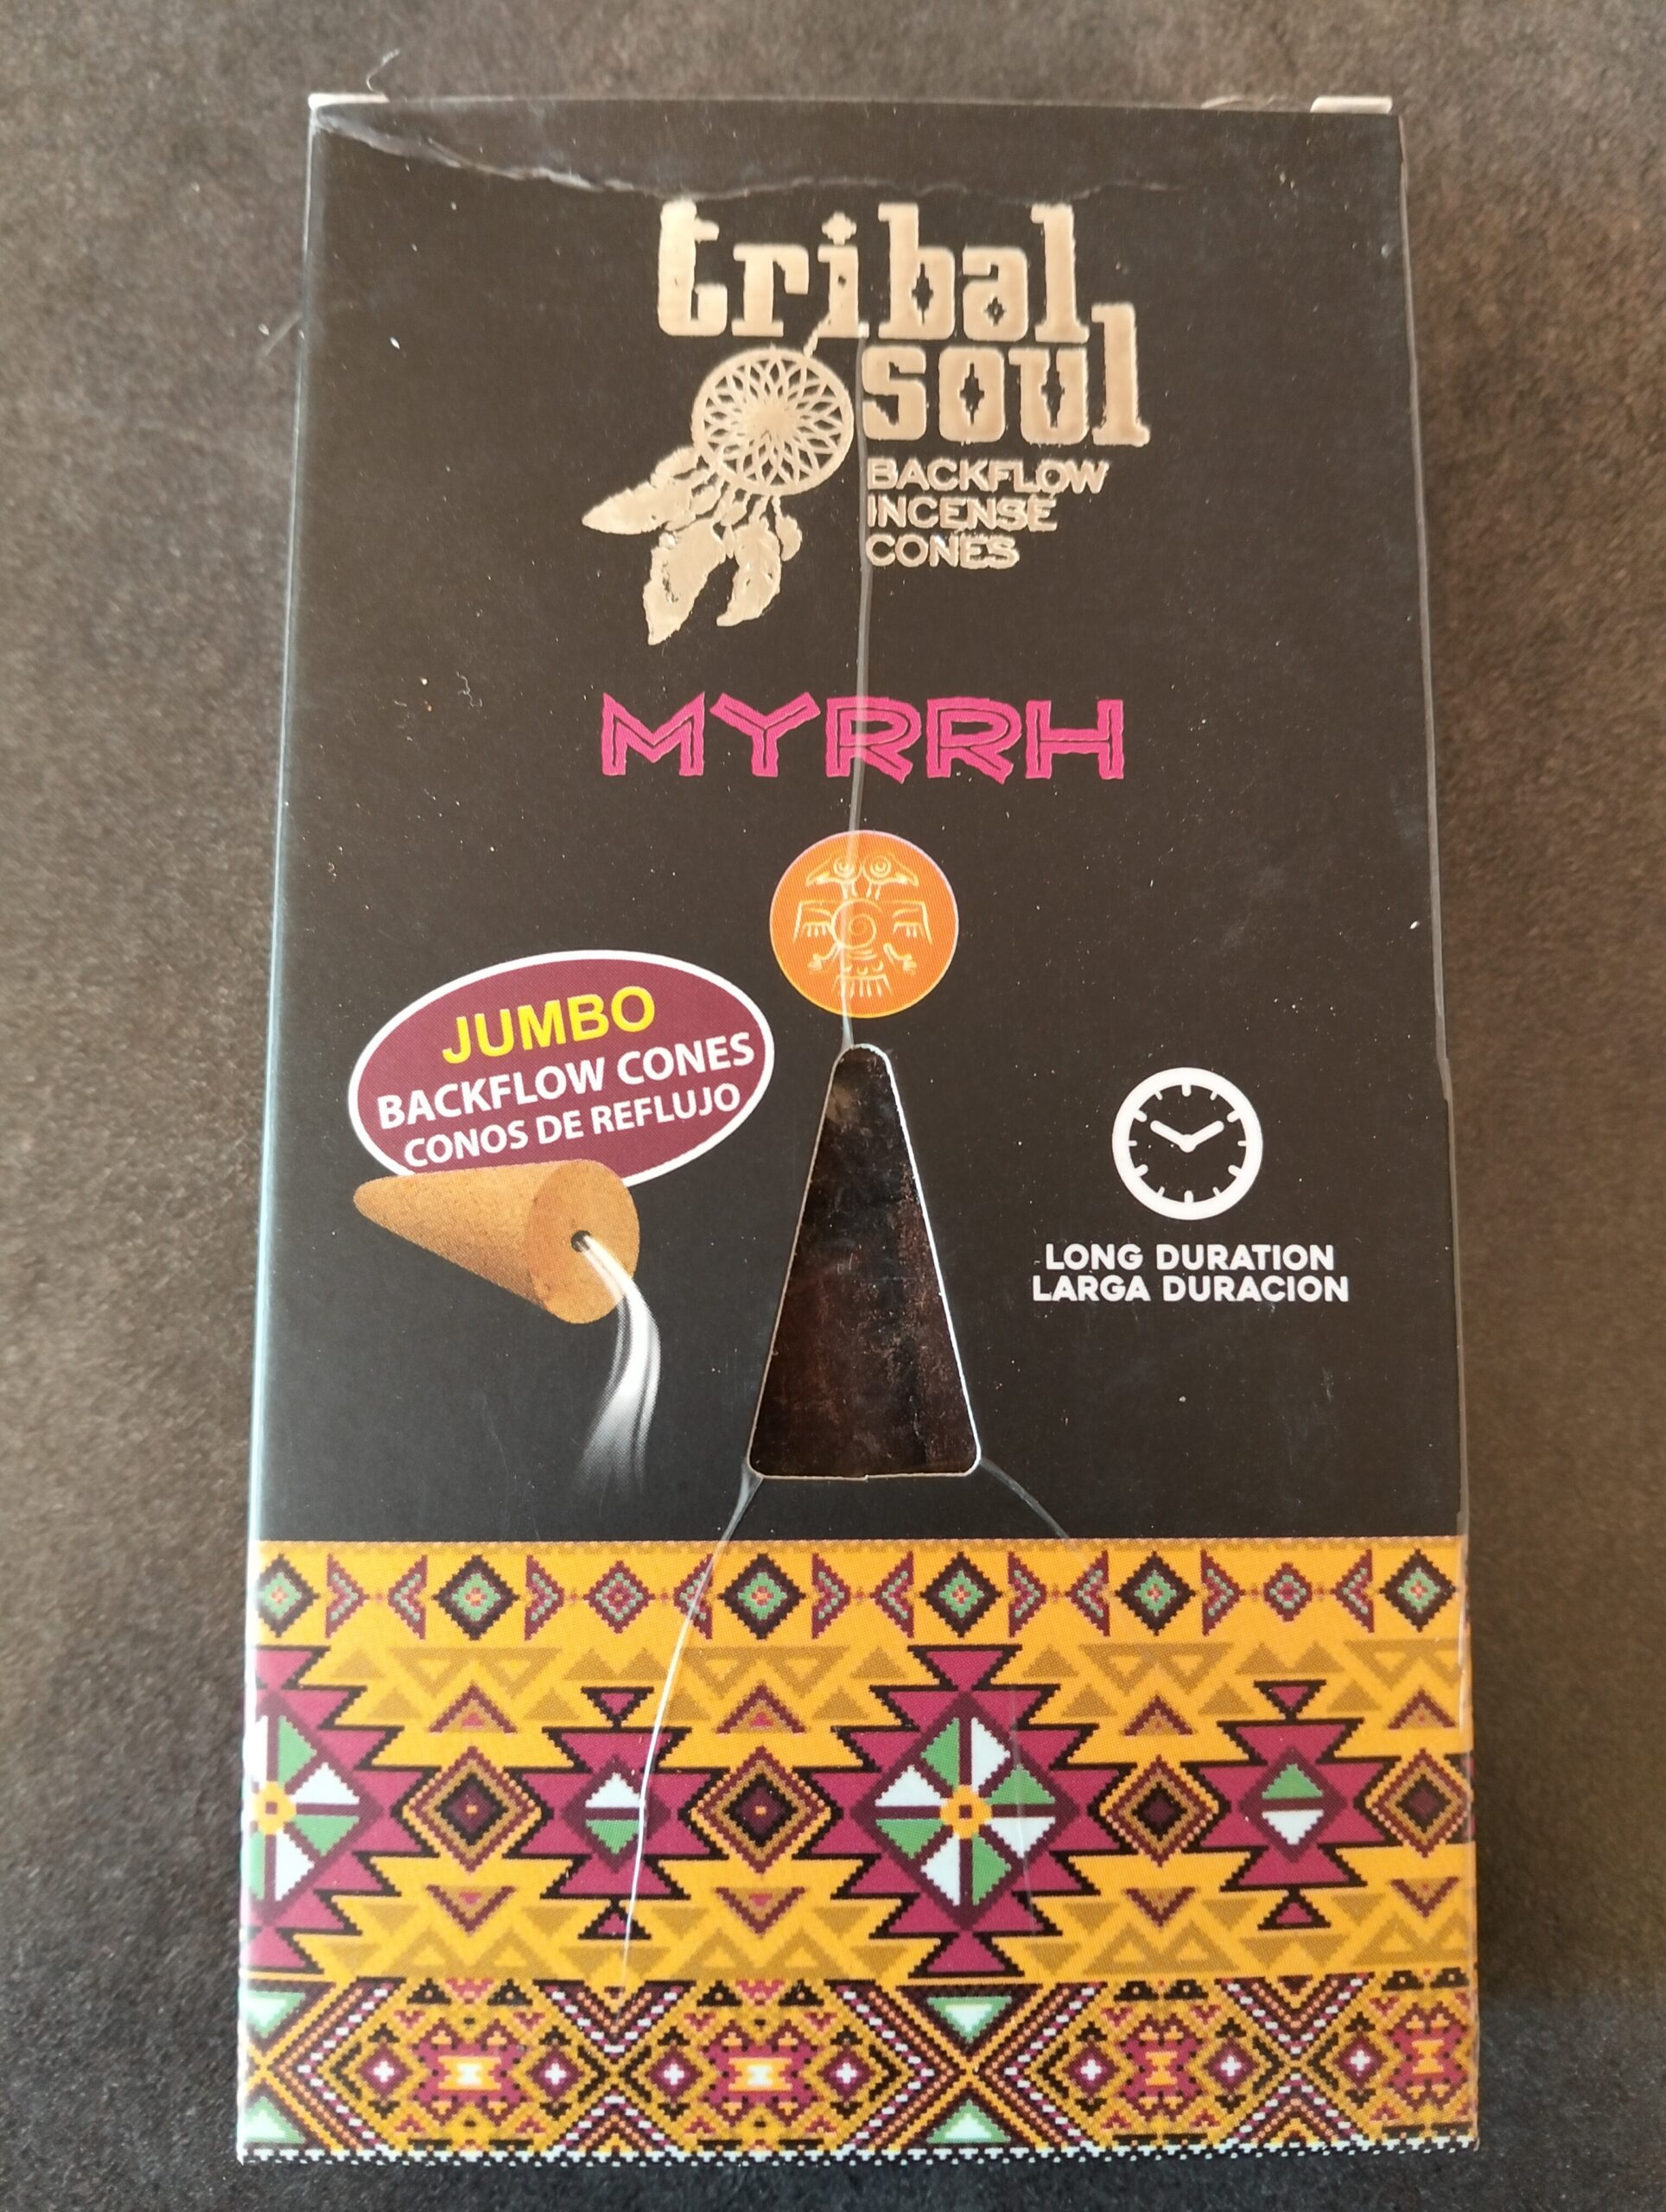 tribal
soul
BACKFLOW
INCENSE
CONES
MYRRH
JUMBO
BACKFLOW CONES
CONOS DE REFLUJO
LONG DURATION
LARGA DURACION